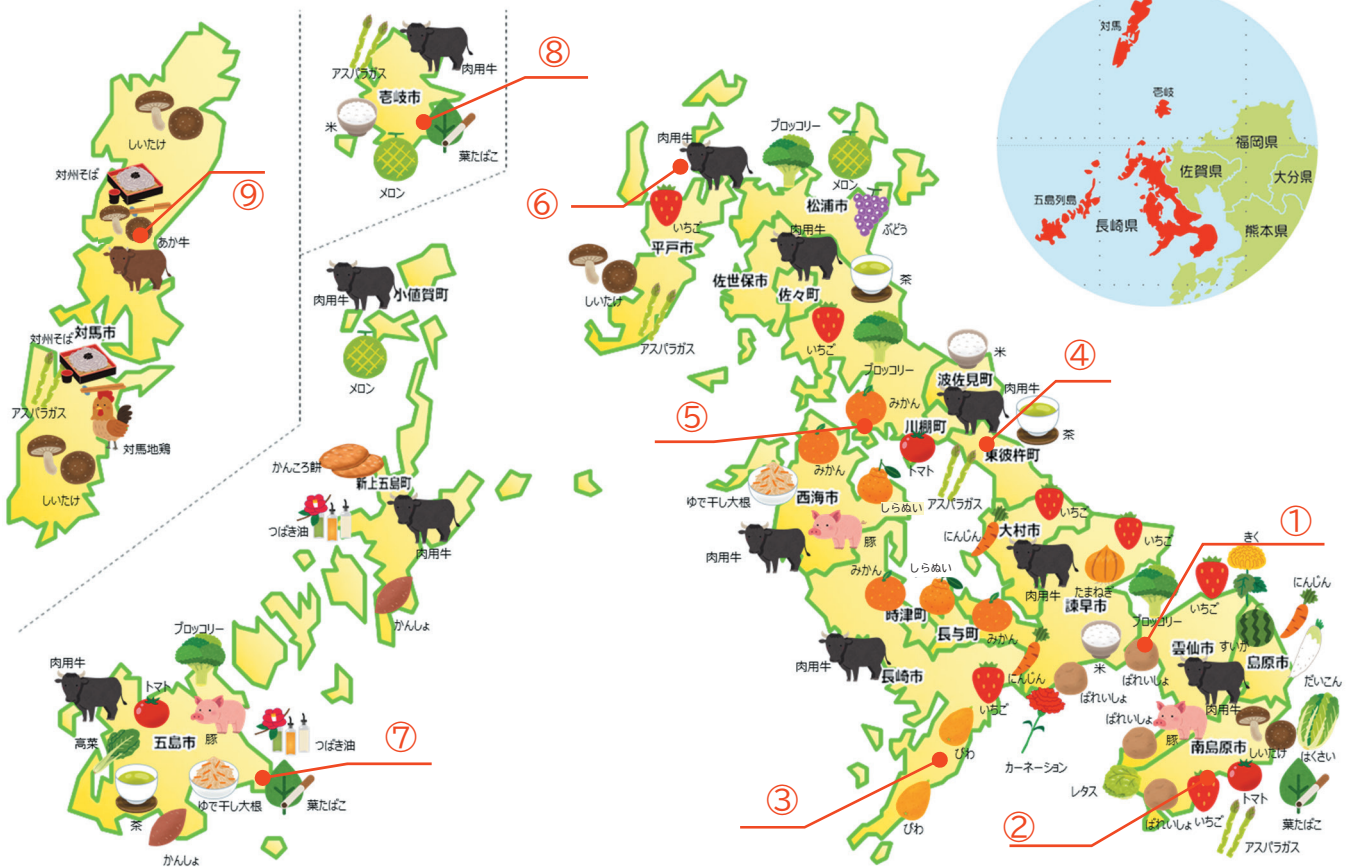 しいたけ
対州そば
⑨
あか牛
対馬市
対州そば
アスパラガス
対馬地鶏
しいたけ
アスパラガス
肉用牛
⑧
壱岐市
米
葉たばこ
メロン
肉用牛
小値賀町
メロン
かんころ餅
新上五島町
つばき油
肉用牛
かんしょ
ブロッコリー
肉用牛
トマト
豚
つばき油
高菜
五島市
⑦
茶
ゆで干し大根
葉たばこ
かんしょ
肉用牛
ブロッコリー
メロン
⑥
いちご
松浦市
ぶどう
平戸市
肉用牛
しいたけ
佐世保市
佐々町
茶
アスパラガス
いちご
ブロッコリー
米
波佐見町
④
肉用牛
みかん
⑤
川棚町
茶
東彼杵町
みかん
トマト
アスパラガス
ゆで干し大根
西海市
しらぬい
いちご
にんじん
大村市
いちご
肉用牛
豚
みかん
しらぬい
肉用牛
たまねぎ
時津町
諫早市
長与町
みかん
ブロッコリー
①
きく
いちご
にんじん
すいか
雲仙市
島原市
米
ばれいしょ
だいこん
肉用牛
長崎市
にんじん
ばれいしょ
いちご
肉用牛
ばれいしょ
豚
しいたけ
はくさい
南島原市
びわ
カーネーション
③
レタス
びわ
ばれいしょ
いちご
トマト
葉たばこ
②
アスパラガス
対馬
壱岐
福岡県
佐賀県
大分県
五島列島
長崎県
熊本県